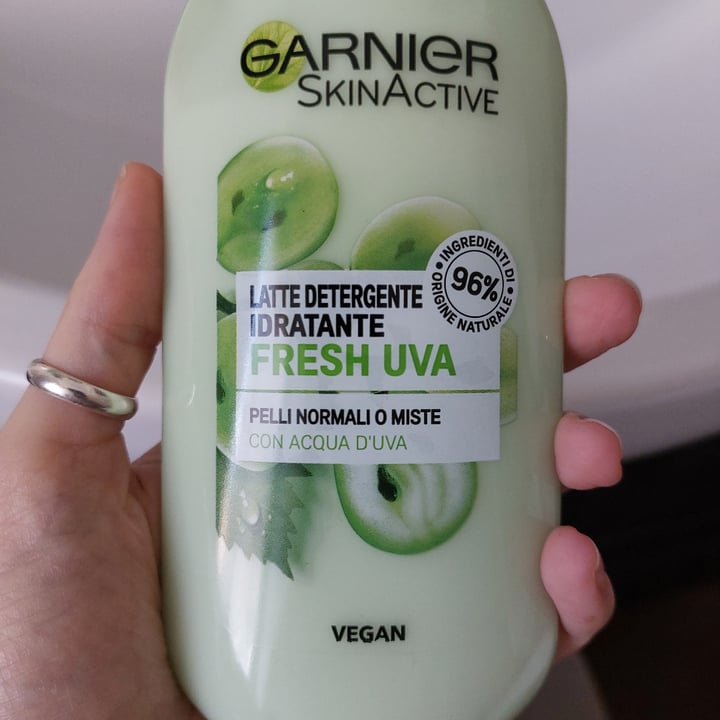 GARNIER
SKINACTIVE
INGREDIENTI DI
96%
ORIGINE NATURALE
LATTE DETERGENTE
IDRATANTE
FRESH UVA
PELLI NORMALI O MISTE
CON ACQUA D'UVA
VEGAN